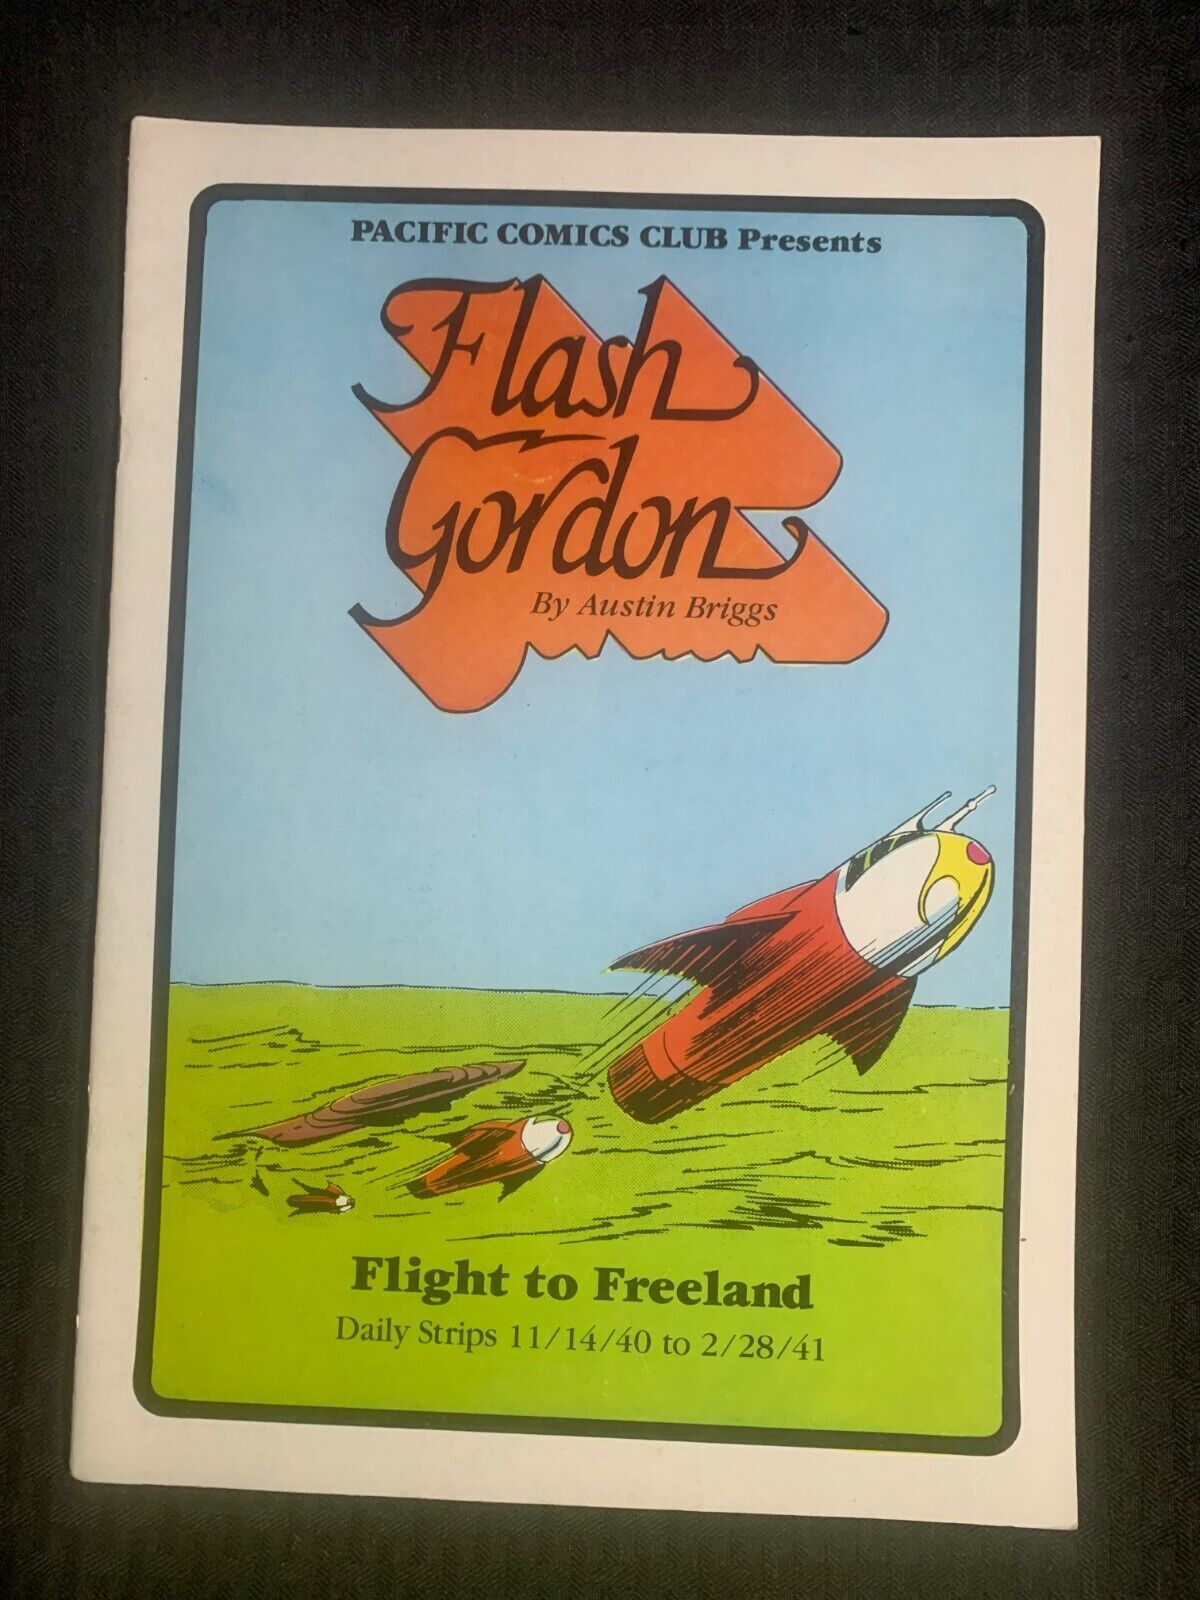 PACIFIC COMICS CLUB Presents
Flash
Gordon
By Austin Briggs
Flight to Freeland
Daily Strips 11/14/40 to 2/28/41